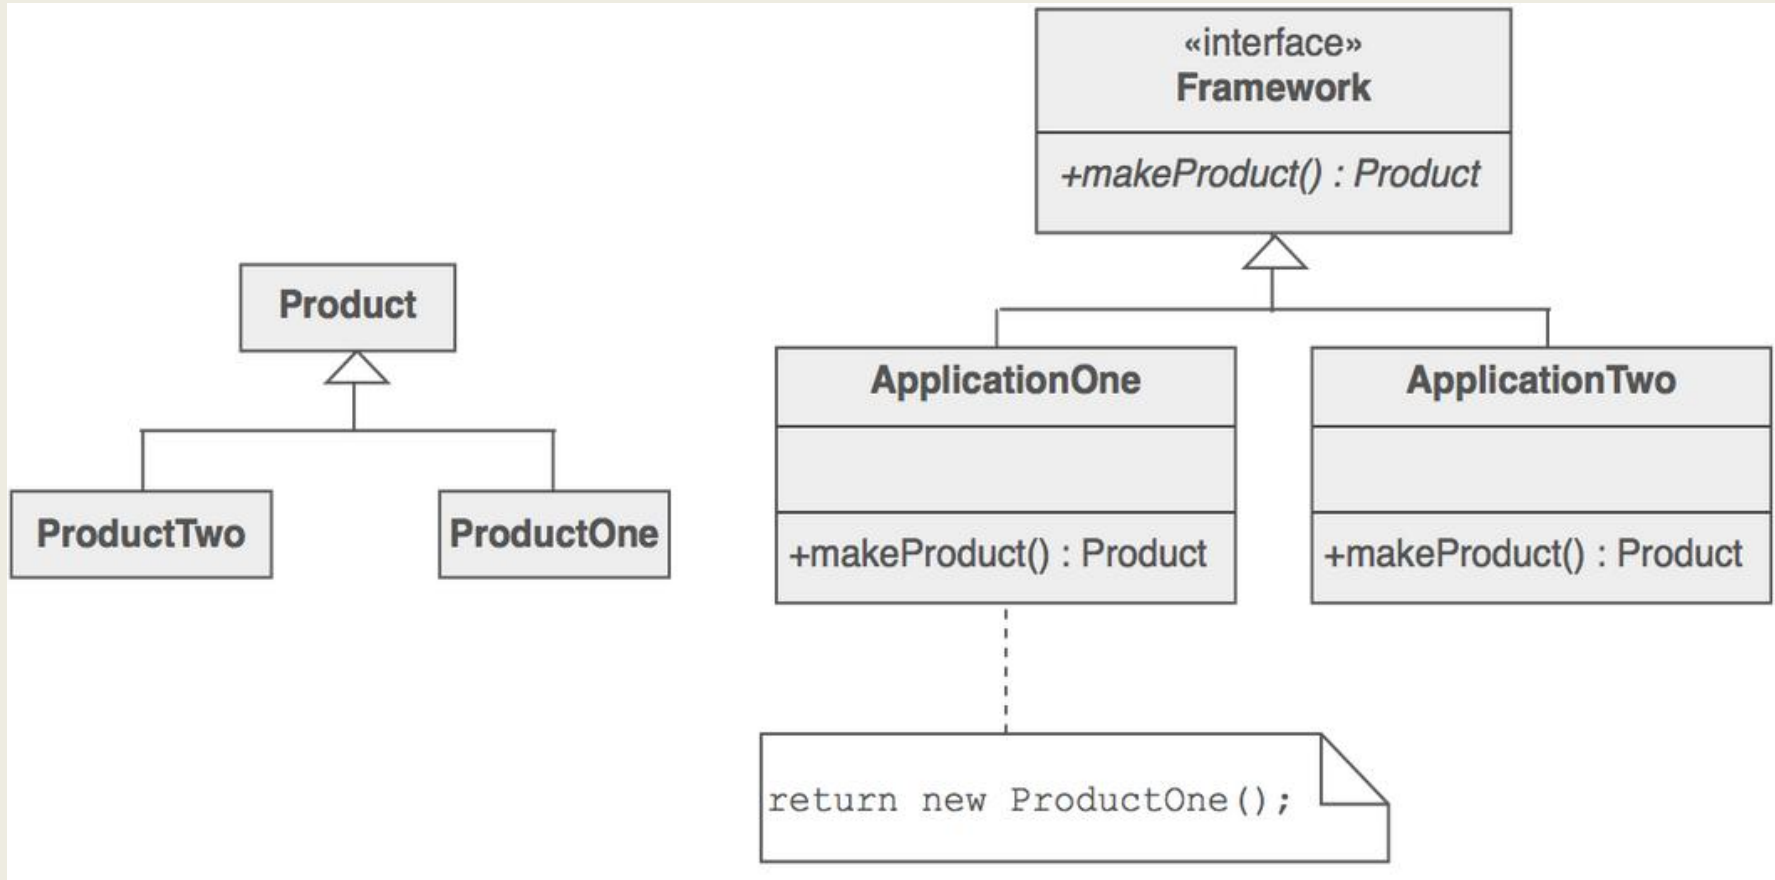 «interface»
Framework
+makeProduct() : Product
Product
ProductTwo
ProductOne
ApplicationOne
+makeProduct() : Product
ApplicationTwo
+makeProduct() : Product
return new ProductOne();